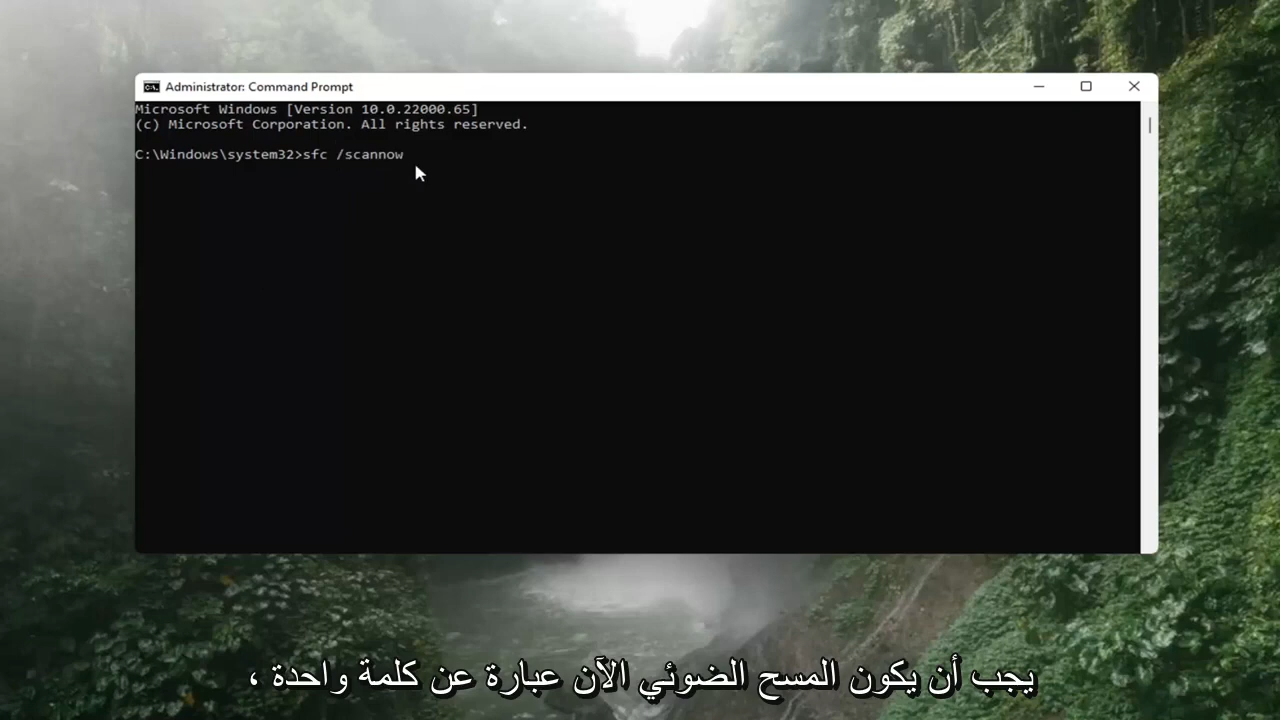 Administrator: Command Prompt
Microsoft Windows [Version 10.0.22000.65]
(c) Microsoft Corporation. All rights reserved.
C:\Windows\system32>sfc /scannow
يجب أن يكون المسح الضوئي الآن عبارة عن كلمة واحدة ،